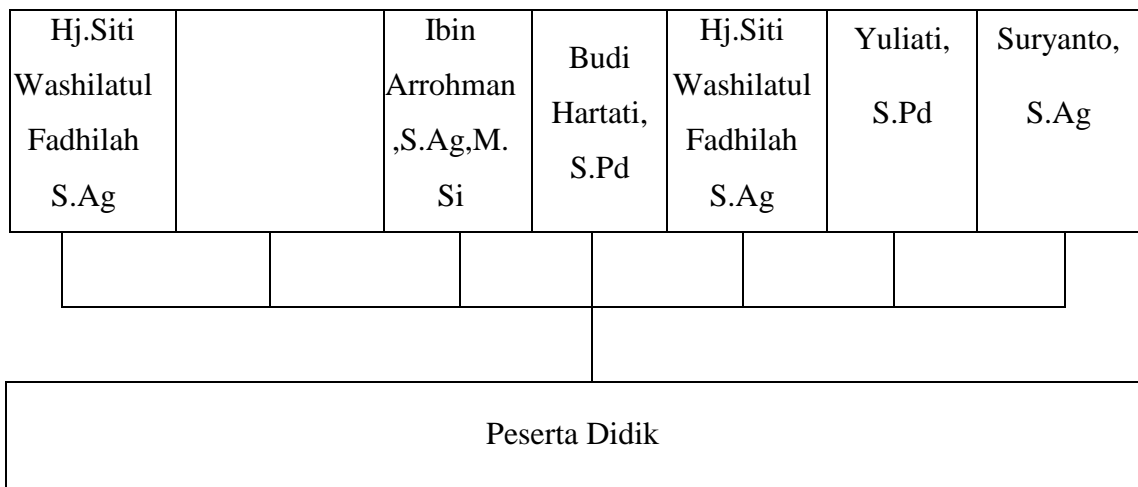 Hj.Siti
Washilatul
Fadhilah
S.Ag
Ibin
Arrohman
,S.Ag,M.
Si
Budi
Hartati,
S.Pd
Hj.Siti
Washilatul
Fadhilah
S.Ag
Yuliati,
S.Pd
Suryanto,
S.Ag
Peserta Didik